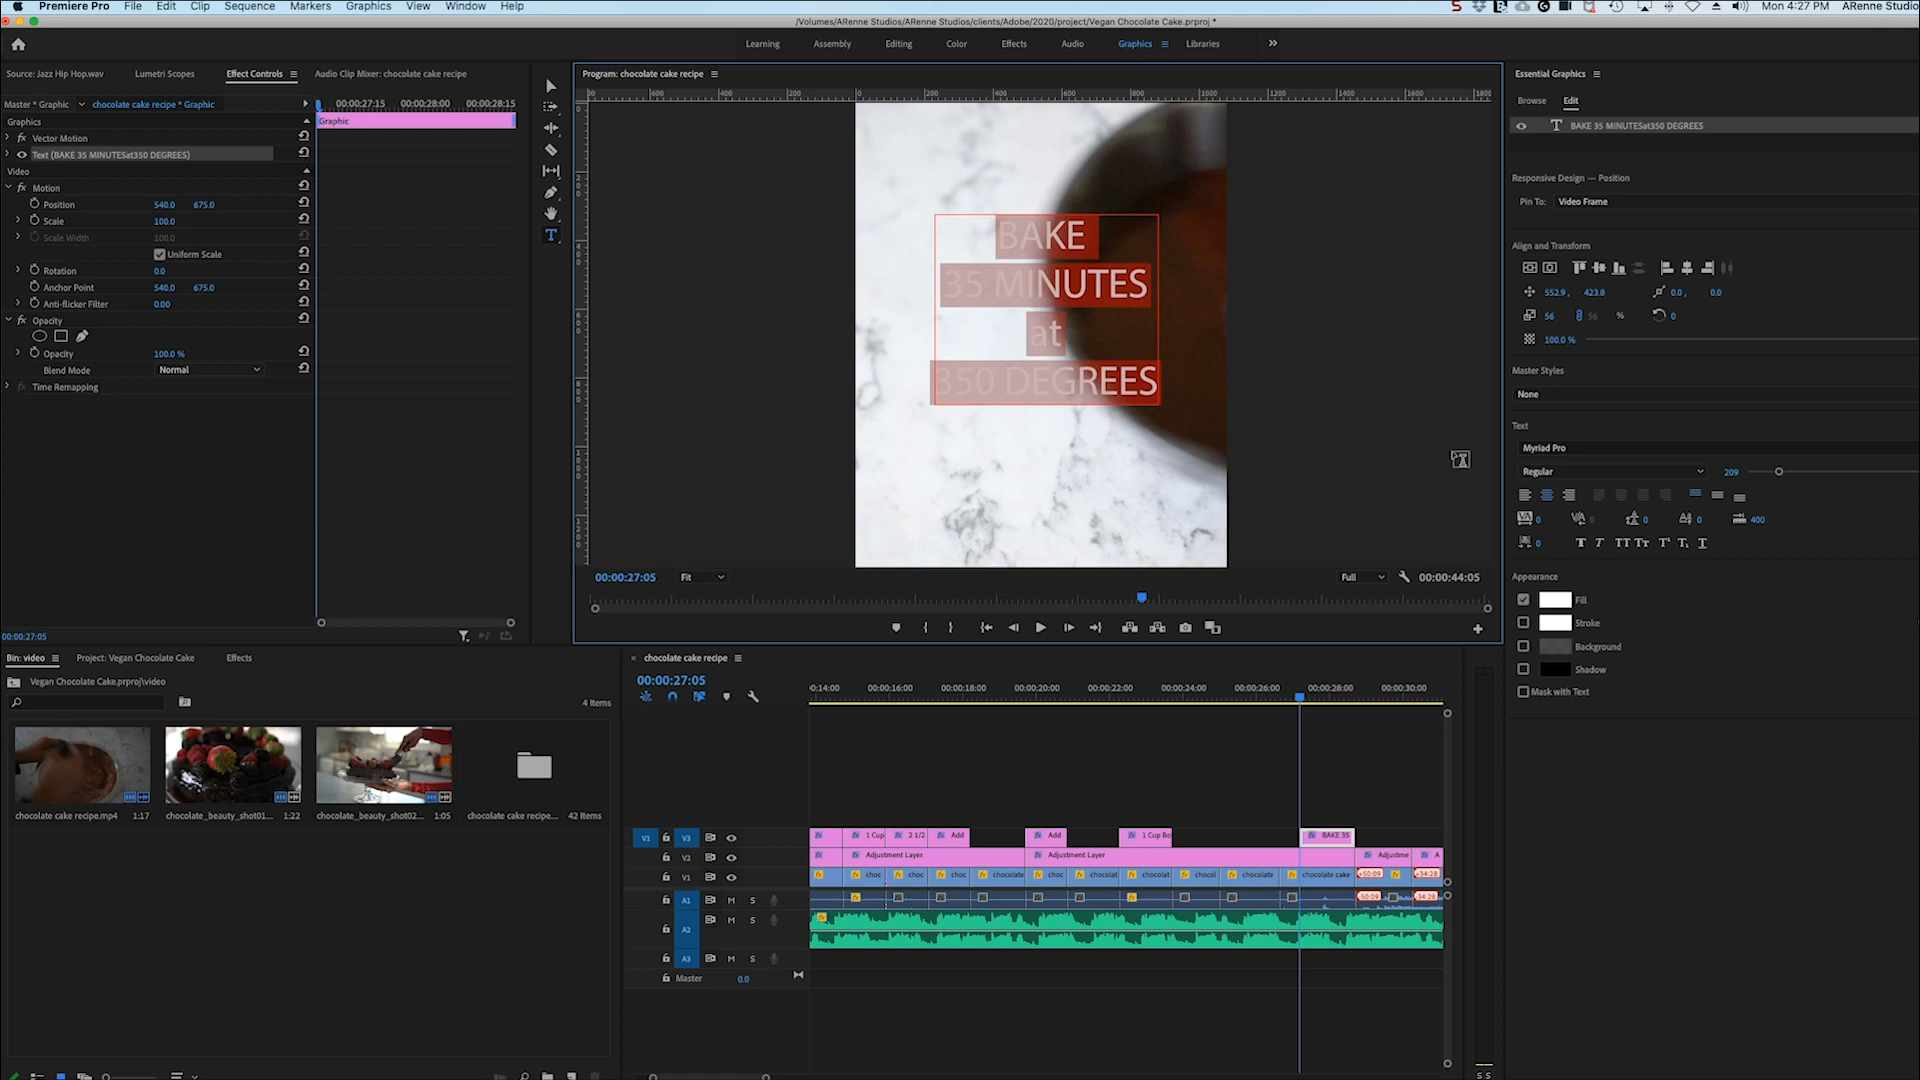 Premiere Pro File Edit Clip Sequence Markers Graphics View Window Help
Mon 4:27 PM ARenne Studio
/Volumes/ARenne Studios/ARenne Studios/clients/Adobe/2020/project/Vegan Chocolate Cake.prproj *
Learning Assembly Editing Color Effects Audio Graphics Libraries
Source: Jazz Hip Hop.wav Lumetri Scopes Effect Controls Audio Clip Mixer: chocolate cake recipe
Master * Graphic chocolate cake recipe * Graphic
00:00:27:15 00:00:28:00 00:00:28:15
Graphics
Graphic
Vector Motion
Text (BAKE 35 MINUTESat350 DEGREES)
Video
Motion
Position 540.0 675.0
Scale 100.0
Scale Width 100.0
Uniform Scale
Rotation 0.0
Anchor Point 540.0 675.0
Anti-flicker Filter 0.00
Opacity
Opacity 100.0 %
Blend Mode Normal
Time Remapping
00:00:27:05
Program: chocolate cake recipe
BAKE
35 MINUTES
at
350 DEGREES
00:00:27:05 Fit Full 00:00:44:05
Essential Graphics
Browse Edit
BAKE 35 MINUTESat350 DEGREES
Responsive Design — Position
Pin To: Video Frame
Align and Transform
552.9 , 423.8 0.0 , 0.0
56 56 % 0
100.0 %
Master Styles
None
Text
Myriad Pro
Regular 209
0 0 0 0 400
0
Appearance
Fill
Stroke
Background
Shadow
Mask with Text
Bin: video Project: Vegan Chocolate Cake Effects
Vegan Chocolate Cake.prproj\video
4 Items
chocolate cake recipe.mp4 1:17
chocolate_beauty_shot01... 1:22
chocolate_beauty_shot02... 1:05
chocolate cake recipe... 42 Items
chocolate cake recipe
00:00:27:05
0:14:00 00:00:16:00 00:00:18:00 00:00:20:00 00:00:22:00 00:00:24:00 00:00:26:00 00:00:28:00 00:00:30:00
V1 V3 1 Cup 2 1/2 Add Add 1 Cup Bo BAKE 35
V2 Adjustment Layer Adjustment Layer Adjustme A
V1 choc choc choc chocolate choc chocolat chocolat chocol chocolate chocolate cake +50:09 +34:28
A1 M S -50:09 34:28
A2 M S
A3 M S
Master 0.0
S S